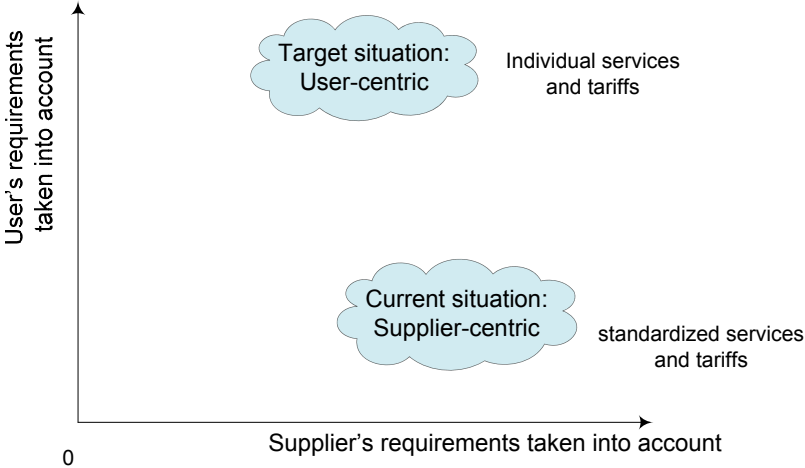 User's requirements
taken into account
Target situation:
User-centric
Individual services
and tariffs
Current situation:
Supplier-centric
standardized services
and tariffs
0
Supplier's requirements taken into account